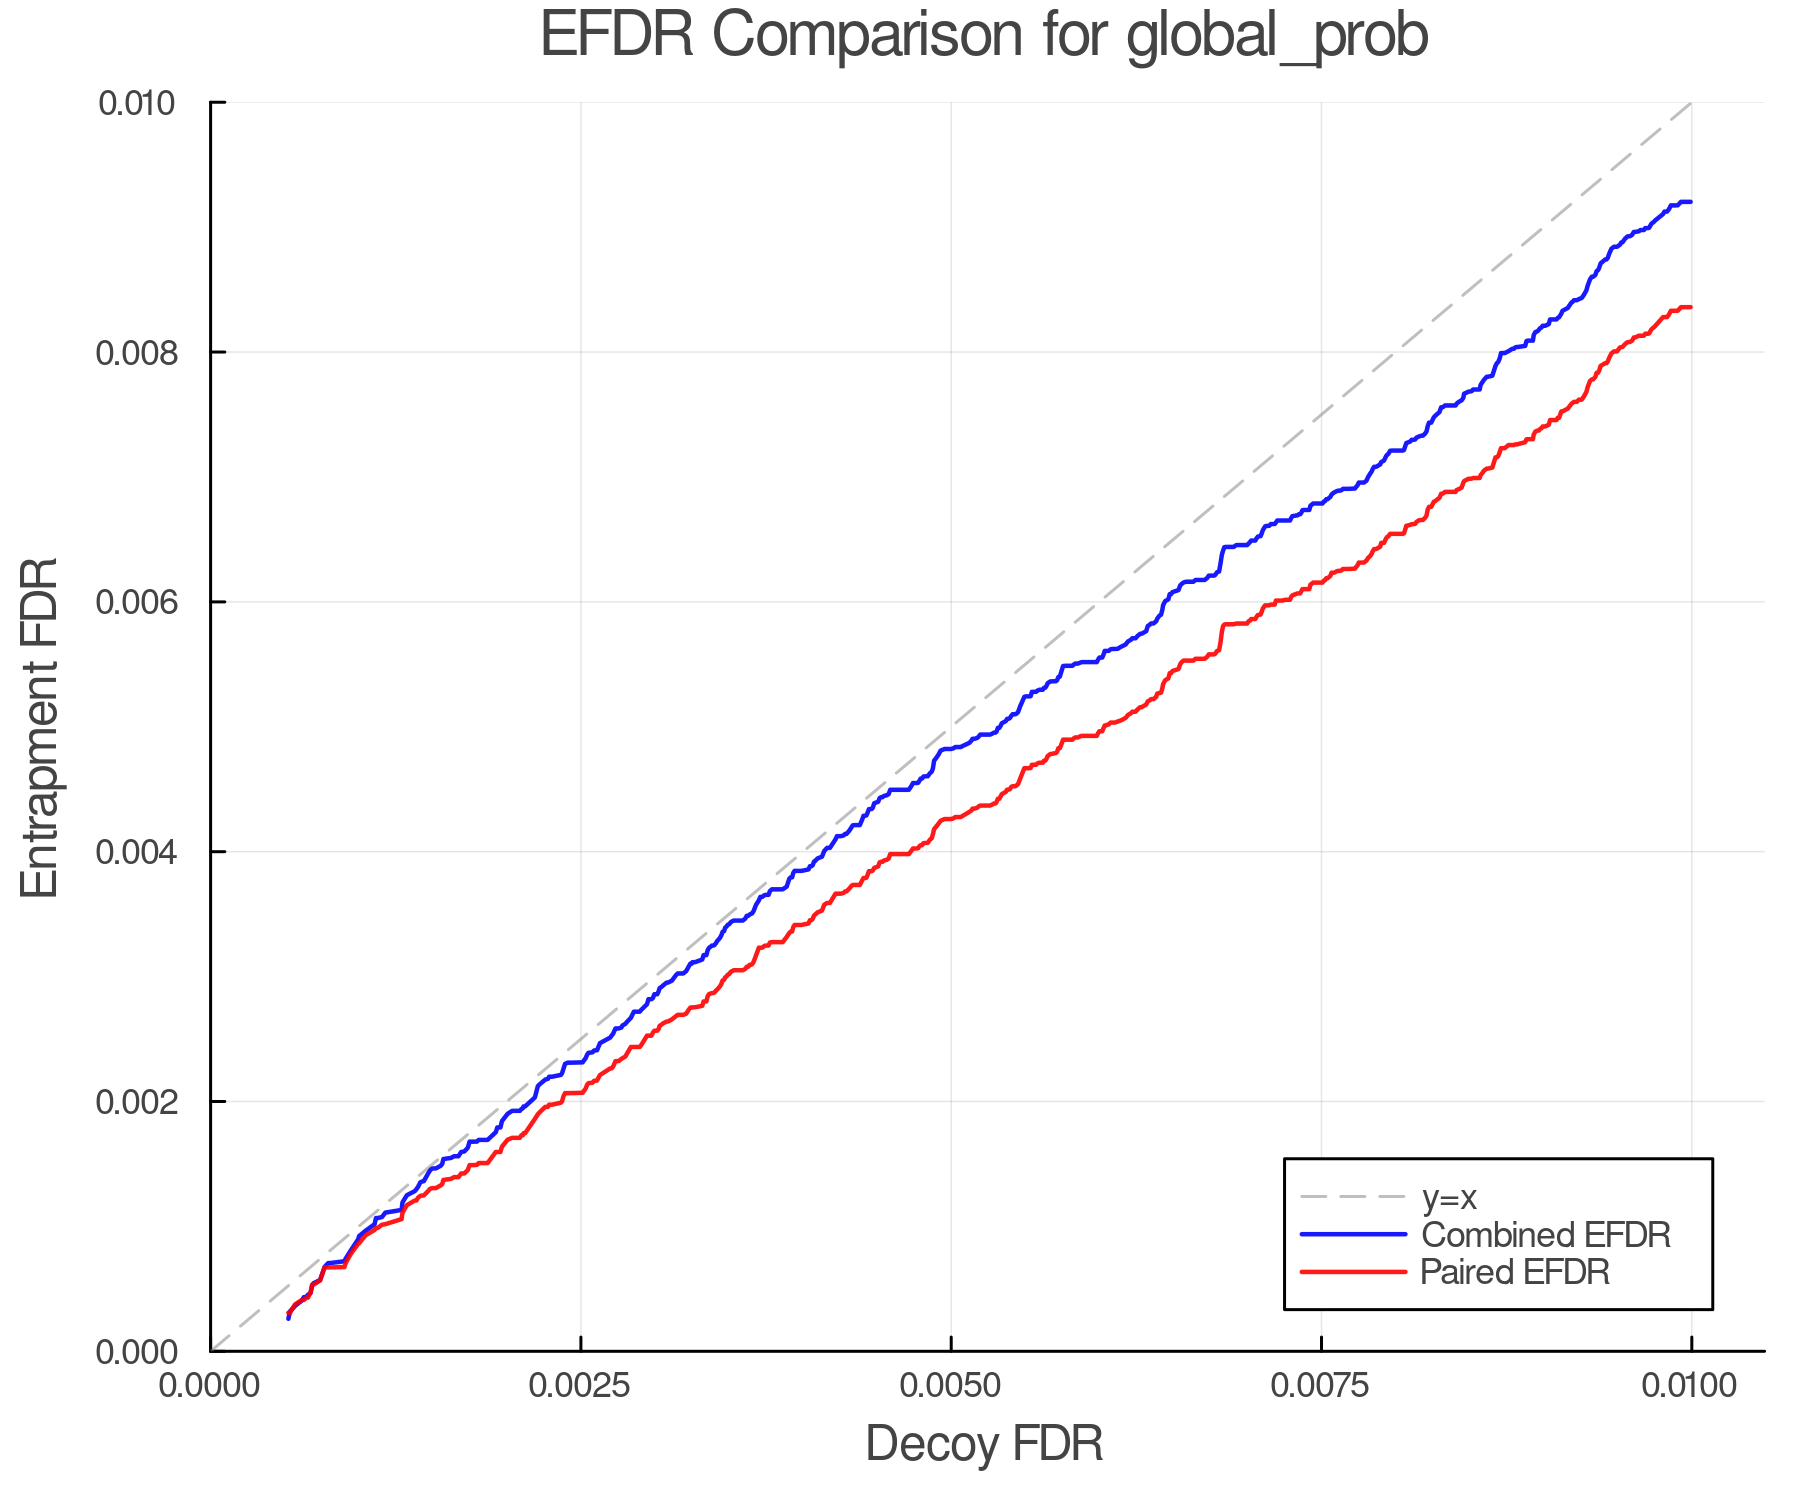 EFDR Comparison for global_prob
0.010
0.008
0.006
0.004
0.002
0.000
Entrapment FDR
0.0000
0.0025
0.0050
0.0075
0.0100
Decoy FDR
y=x
Combined EFDR
Paired EFDR